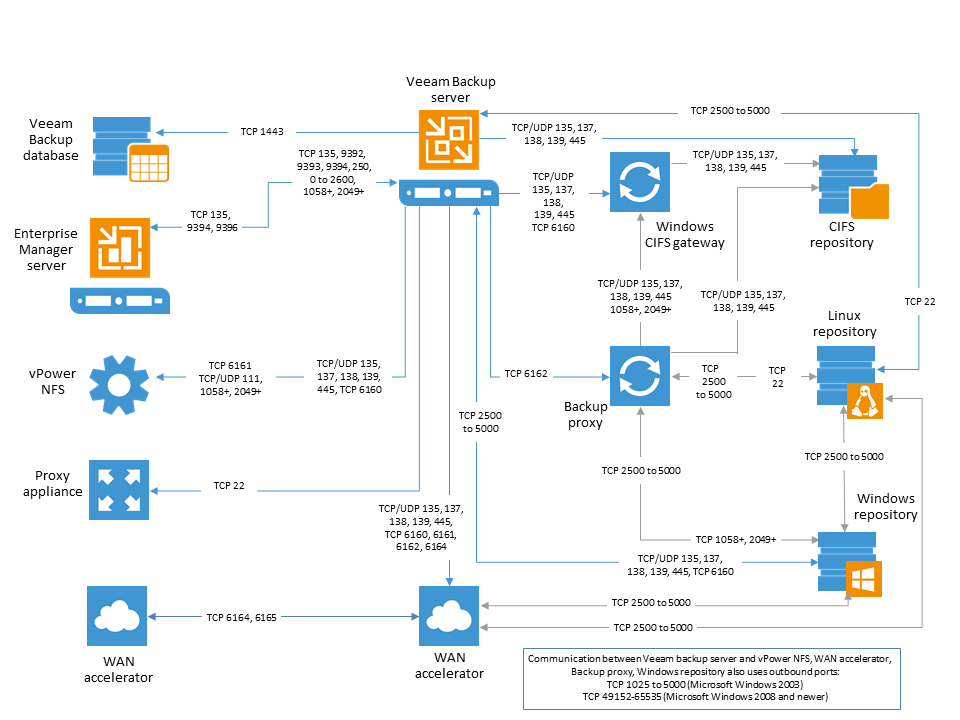 Veeam Backup
server
Veeam
Backup
database
TCP 1443
TCP 2500 to 5000
TCP/UDP 135, 137,
138, 139, 445
TCP 135, 9392,
9393, 9394, 250,
0 to 2600,
1058+, 2049+
TCP/UDP
135, 137,
138,
139, 445
TCP 6160
TCP/UDP 135, 137,
138, 139, 445
Windows
CIFS gateway
CIFS
repository
TCP 135,
9394, 9396
Enterprise
Manager
server
TCP/UDP 135, 137,
138, 139, 445
1058+, 2049+
TCP/UDP 135, 137,
138, 139, 445
TCP 22
Linux
repository
vPower
NFS
TCP 6161
TCP/UDP 111,
1058+, 2049+
TCP/UDP 135,
137, 138, 139,
445, TCP 6160
TCP 6162
TCP
2500
to 5000
TCP
22
Backup
proxy
TCP 2500
to 5000
TCP 2500 to 5000
TCP 2500 to 5000
Proxy
appliance
TCP 22
TCP/UDP 135, 137,
138, 139, 445,
TCP 6160, 6161,
6162, 6164
Windows
repository
TCP 1058+, 2049+
TCP/UDP 135, 137,
138, 139, 445, TCP 6160
TCP 2500 to 5000
TCP 6164, 6165
TCP 2500 to 5000
WAN
accelerator
WAN
accelerator
Communication between Veeam backup server and vPower NFS, WAN accelerator,
Backup proxy, Windows repository also uses outbound ports:
TCP 1025 to 5000 (Microsoft Windows 2003)
TCP 49152-65535 (Microsoft Windows 2008 and newer)